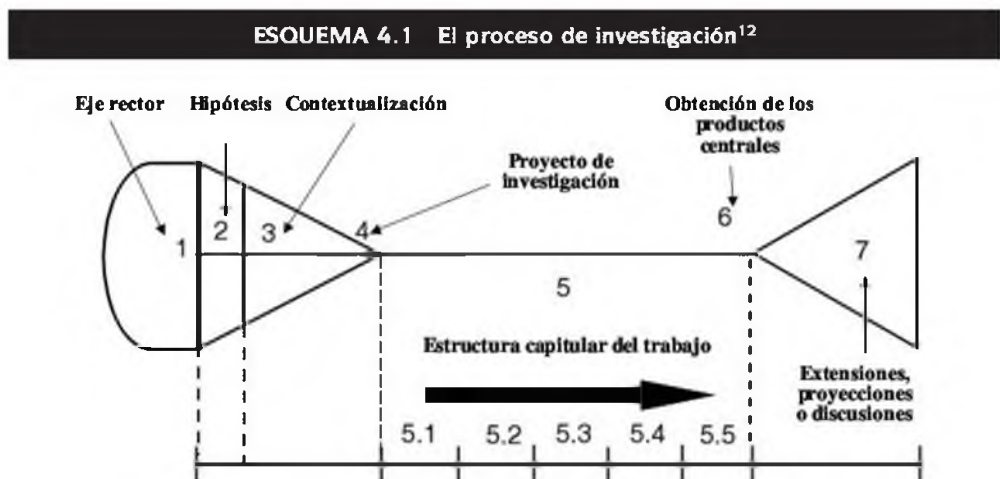 ESQUEMA 4.1 El proceso de investigación12
Eje rector
Hipótesis
Contextualización
Obtención de los
productos
centrales
Proyecto de
investigación
1
2
3
4
5
6
7
Estructura capitular del trabajo
Extensiones,
proyecciones
o discusiones
5.1
5.2
5.3
5.4
5.5